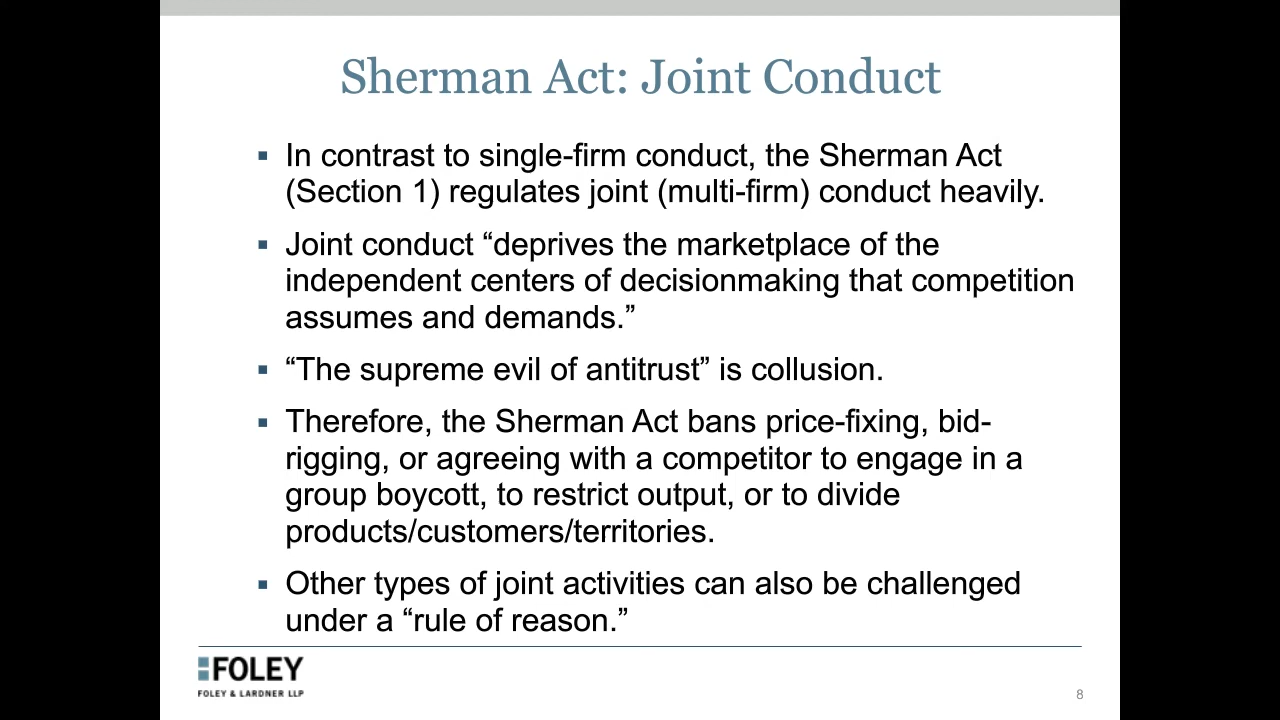 Sherman Act: Joint Conduct
▪ In contrast to single-firm conduct, the Sherman Act
(Section 1) regulates joint (multi-firm) conduct heavily.
▪ Joint conduct “deprives the marketplace of the
independent centers of decisionmaking that competition
assumes and demands.”
▪ “The supreme evil of antitrust” is collusion.
▪ Therefore, the Sherman Act bans price-fixing, bid-
rigging, or agreeing with a competitor to engage in a
group boycott, to restrict output, or to divide
products/customers/territories.
▪ Other types of joint activities can also be challenged
under a “rule of reason.”
FOLEY
FOLEY & LARDNER LLP
8